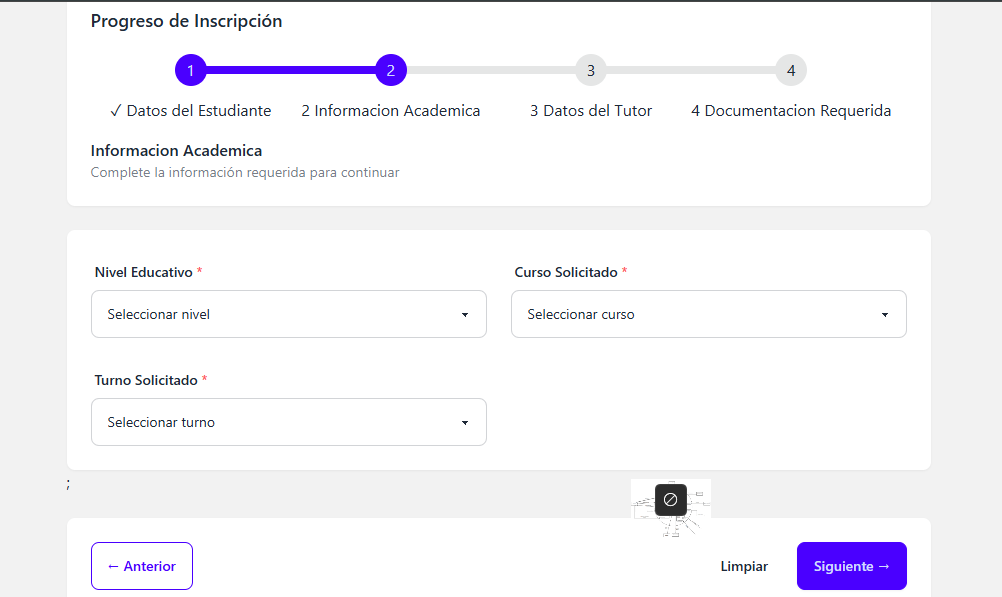 Progreso de Inscripción
1 2 3 4
✓ Datos del Estudiante 2 Informacion Academica 3 Datos del Tutor 4 Documentacion Requerida
Informacion Academica
Complete la información requerida para continuar
Nivel Educativo * Curso Solicitado *
Seleccionar nivel Seleccionar curso
Turno Solicitado *
Seleccionar turno
;
← Anterior Limpiar Siguiente →